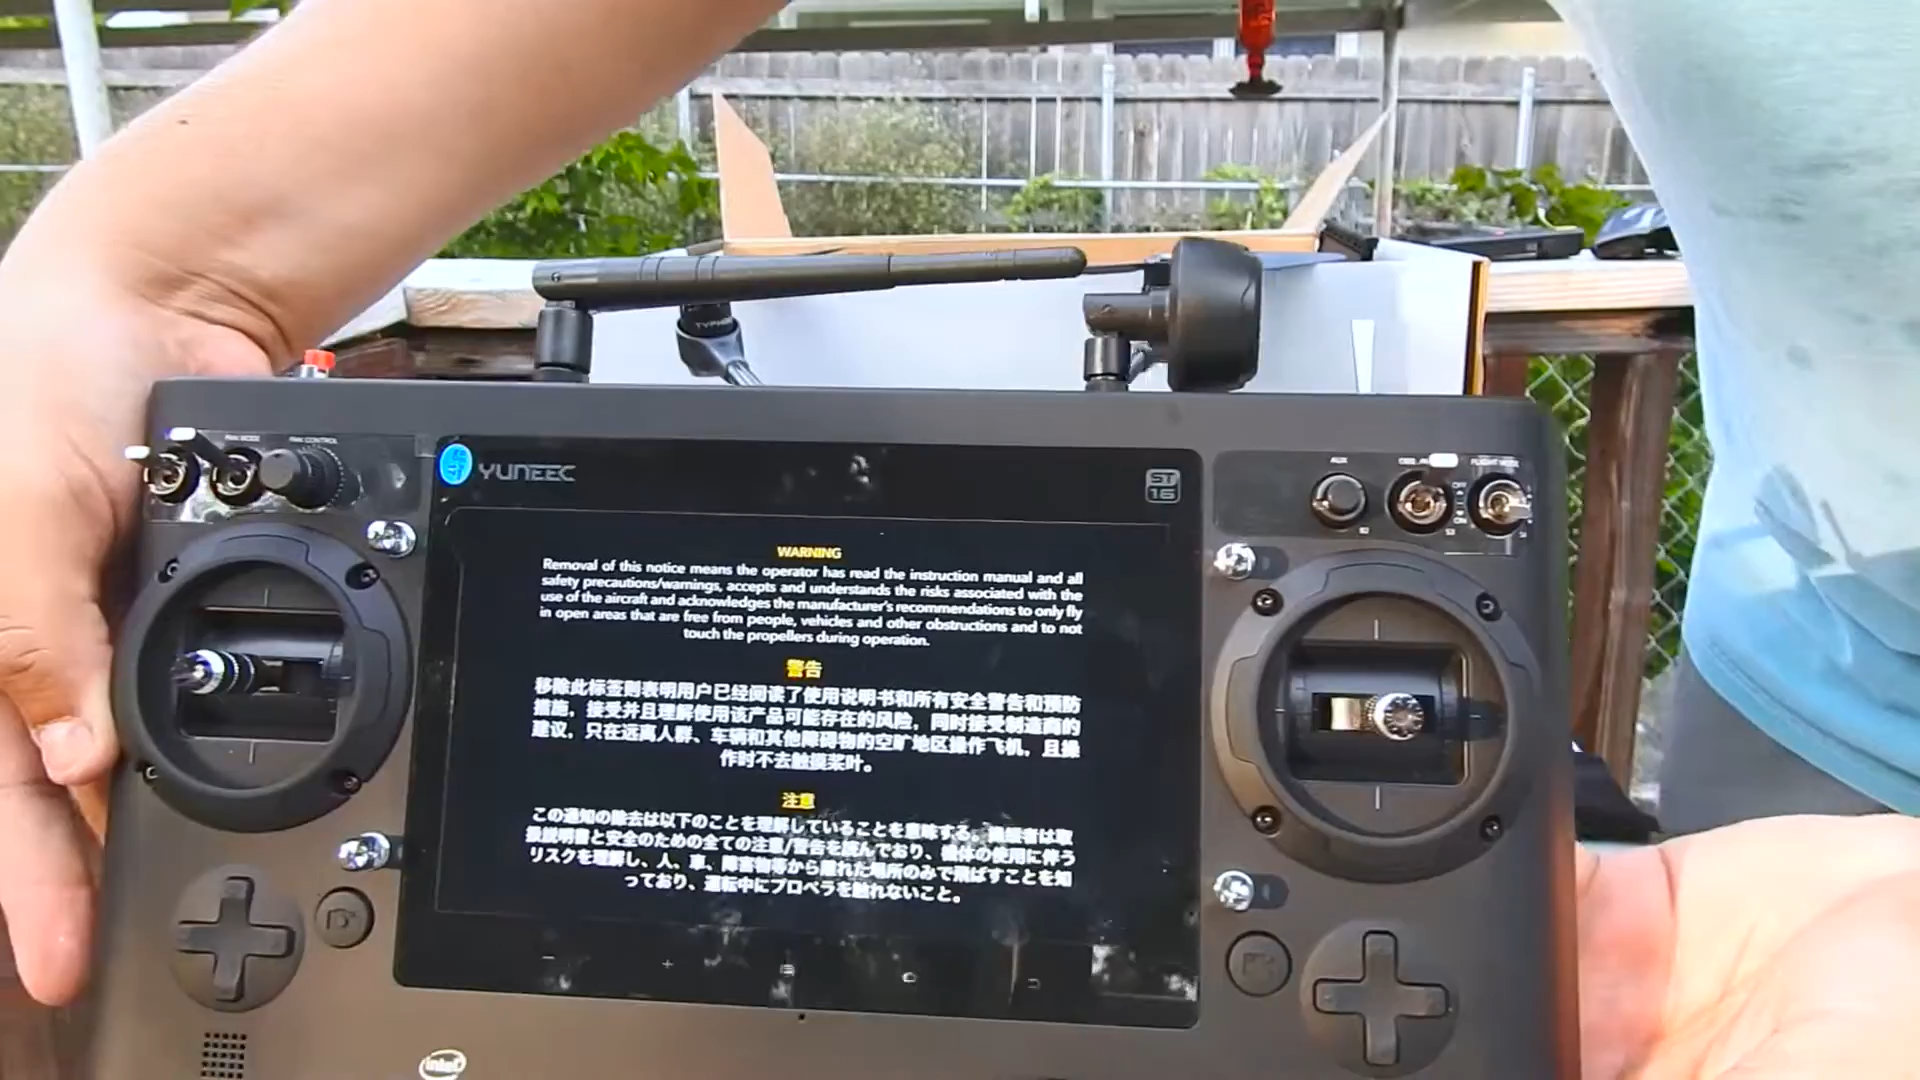 TYPH
PAN MODE
PAN CONTROL
YUNEEC
ST
16
AUX
FLIGHT MODE
OFF
ON
B2
S3
S4
WARNING
Removal of this notice means the operator has read the instruction manual and all
safety precautions/warnings, accepts and understands the risks associated with the
use of the aircraft and acknowledges the manufacturer's recommendations to only fly
in open areas that are free from people, vehicles and other obstructions and to not
touch the propellers during operation.
警告
移除此标签则表明用户已经阅读了使用说明书和所有安全警告和预防
措施，接受并且理解使用该产品可能存在的风险，同时接受制造商的
建议，只在远离人群、车辆和其他障碍物的空旷地区操作飞机，且操
作时不去触摸桨叶。
注意
この通知の除去は以下のことを理解していることを意味する。操縦者は取
扱説明書と安全のための全ての注意/警告を読んでおり、機体の使用に伴う
リスクを理解し、人、車、障害物等から離れた場所のみで飛ばすことを知
っており、運転中にプロペラを触れないこと。
intel